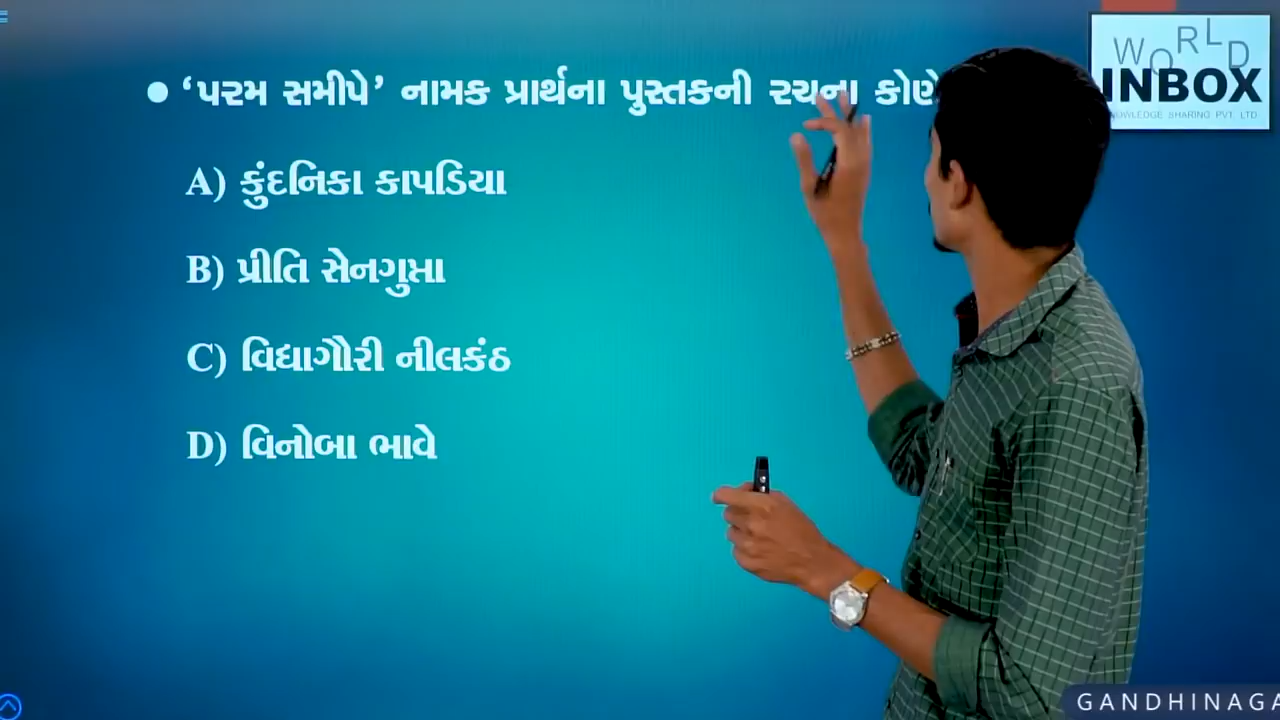 ● ‘પરમ સમીપે’ નામક પ્રાર્થના પુસ્તકની રચના કોણે
A) કુંદનિકા કાપડિયા
B) પ્રીતિ સેનગુપ્તા
C) વિદ્યાગૌરી નીલકંઠ
D) વિનોબા ભાવે
WORLD
INBOX
KNOWLEDGE SHARING PVT. LTD
GANDHINAGA